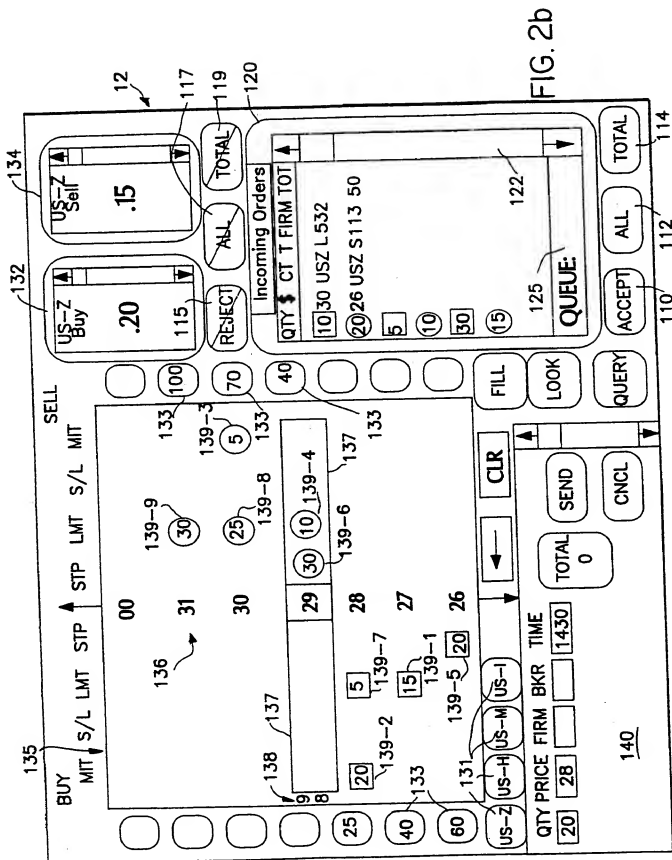 135
BUY
SELL
MIT S/L LMT STP STP LMT S/L MIT
132
134
12
US-Z
Buy
.20
US-Z
Sell
.15
117
119
115
REJECT
ALL
TOTAL
120
00
31
30
29
28
27
26
136
137
137
138
9
8
139-9
30
139-8
25
139-3
5
133
100
133
70
133
40
133
30
10
139-4
139-6
20
139-2
5
139-7
15
139-1
20
139-5
25
40
60
133
Incoming Orders
QTY $ CT T FIRM TOT
10 30 USZ L 532
20 26 USZ S 113 50
5
10
30
15
122
125
QUEUE:
FILL
LOOK
QUERY
ACCEPT
ALL
TOTAL
110
112
114
US-Z
US-H
US-M
US-I
131
←
CLR
QTY PRICE FIRM BKR TIME
20 28 1430
TOTAL
0
SEND
CNCL
140
FIG. 2b